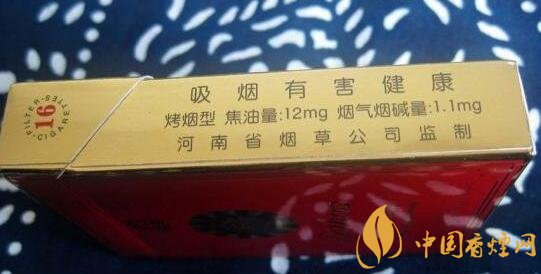 吸烟有害健康
烤烟型 焦油量:12mg 烟气烟碱量:1.1mg
河南省烟草公司监制
FILTER-
16
CIGARETTES
中国香烟网